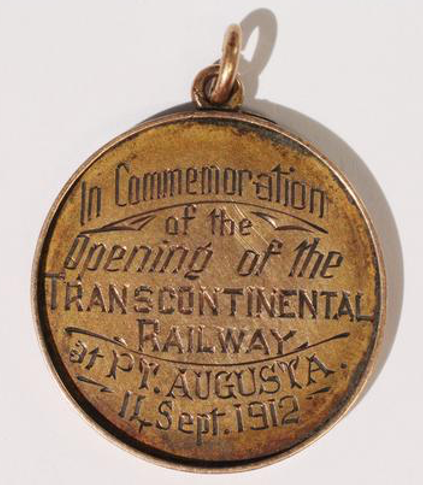 In Commemoration
of the
Opening of the
TRANSCONTINENTAL
RAILWAY
at PT. AUGUSTA.
14 Sept. 1912